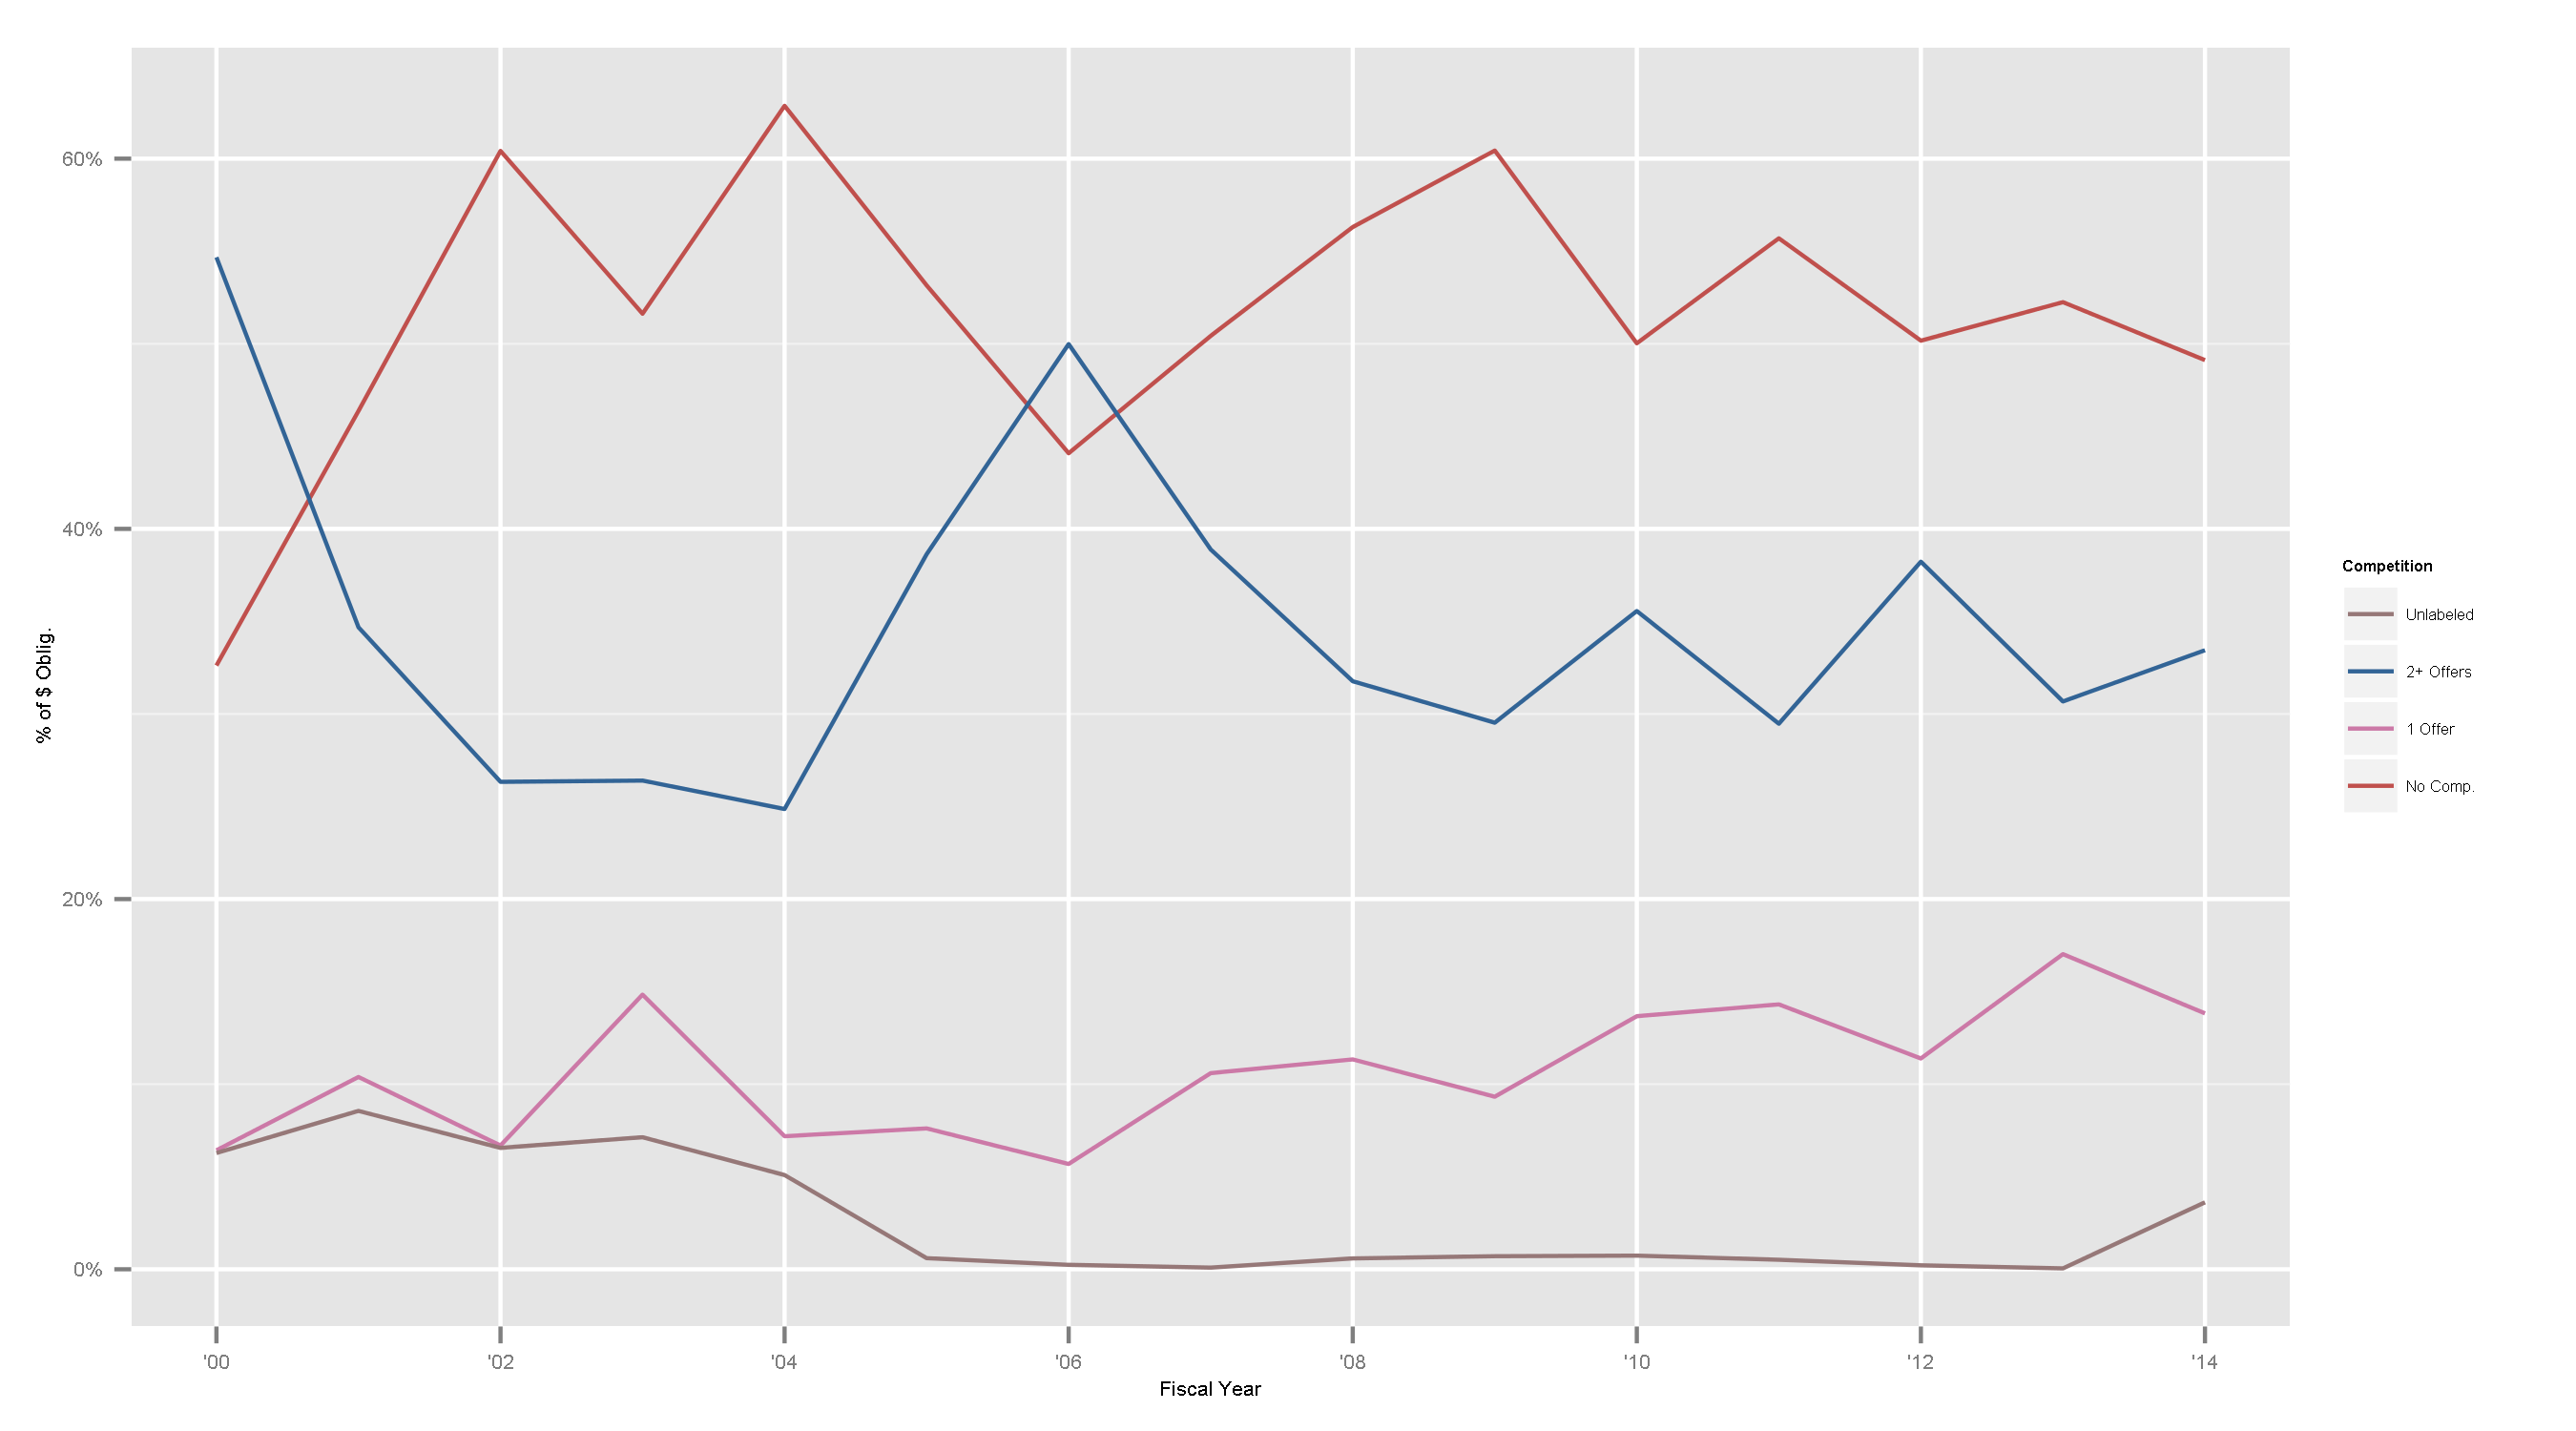 60%
40%
20%
0%
% of $ Oblig.
'00 '02 '04 '06 '08 '10 '12 '14
Fiscal Year
Competition
Unlabeled
2+ Offers
1 Offer
No Comp.